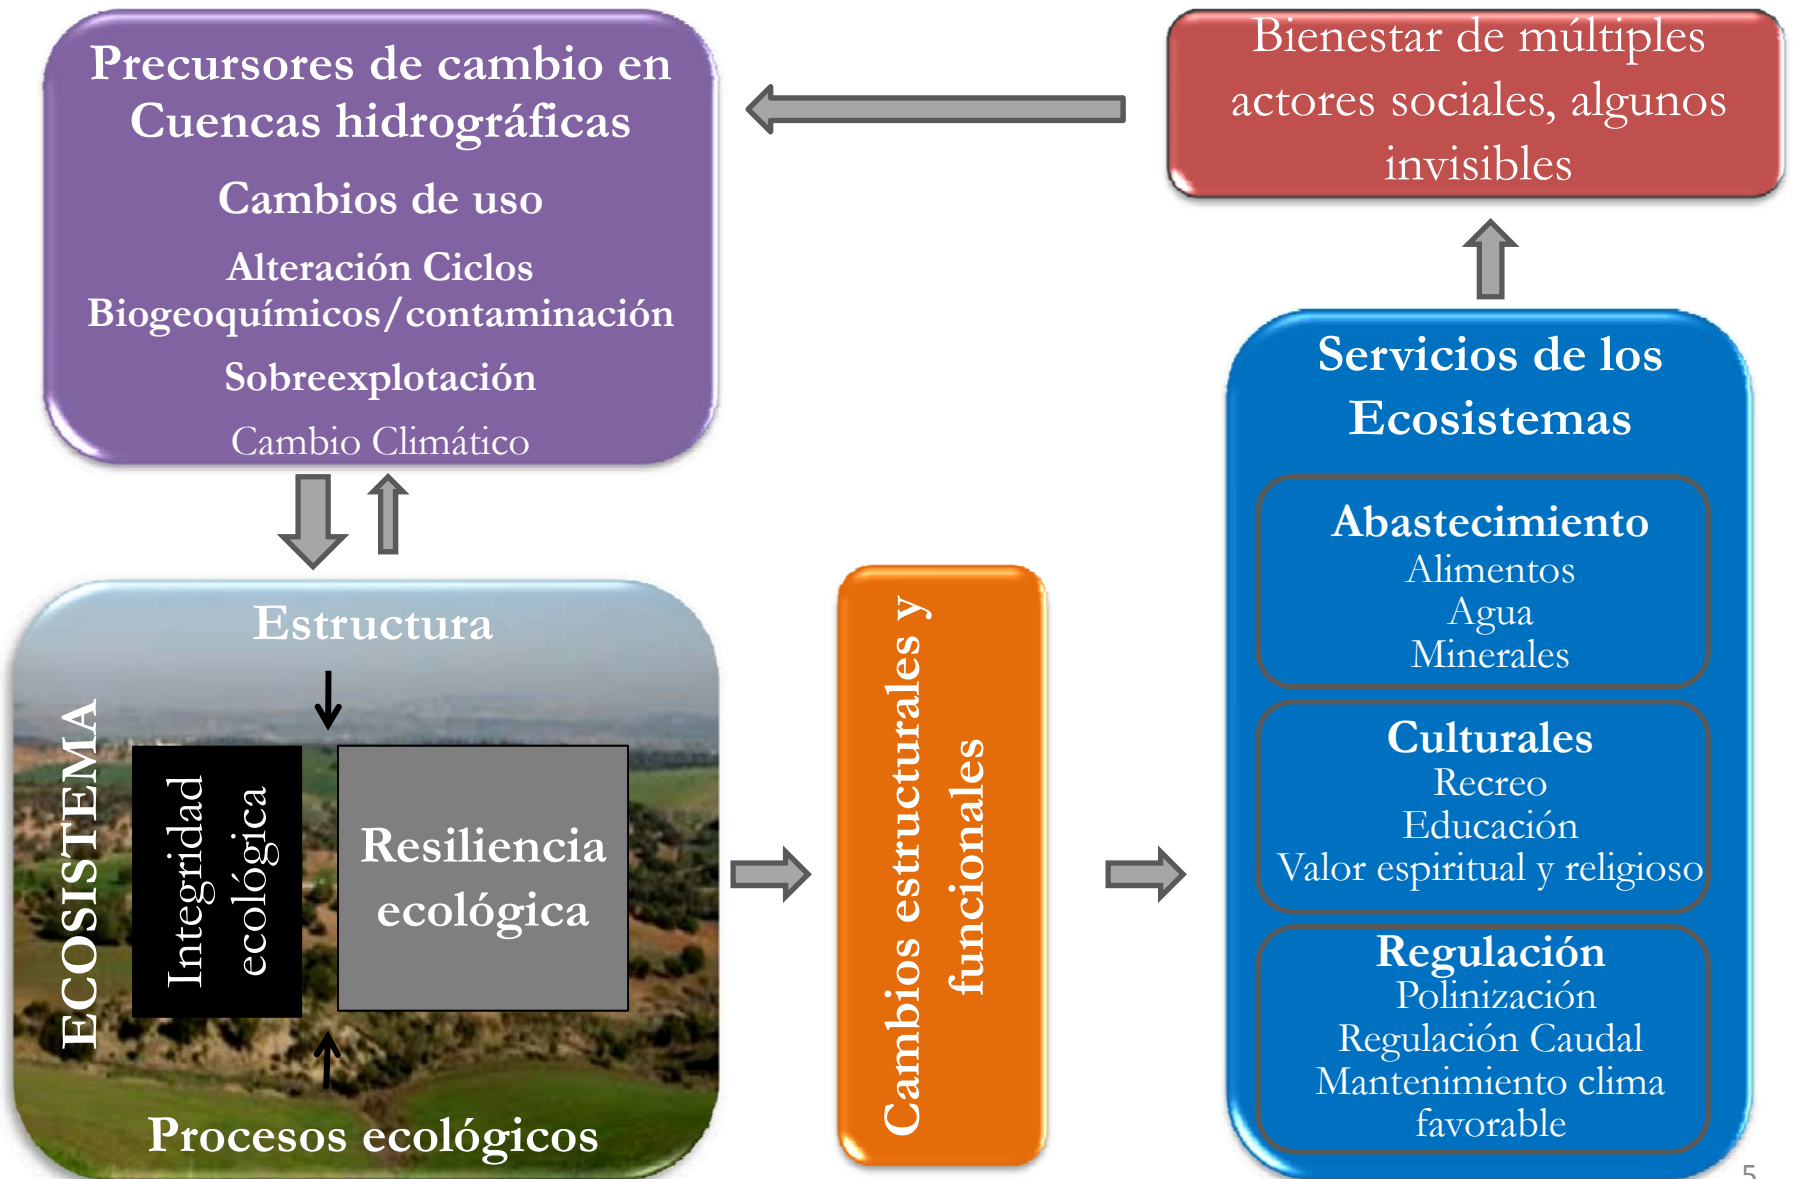 Precursores de cambio en
Cuencas hidrográficas
Cambios de uso
Alteración Ciclos
Biogeoquímicos/contaminación
Sobreexplotación
Cambio Climático
Bienestar de múltiples
actores sociales, algunos
invisibles
Estructura
ECOSISTEMA
Integridad
ecológica
Resiliencia
ecológica
Procesos ecológicos
Cambios estructurales y
funcionales
Servicios de los
Ecosistemas
Abastecimiento
Alimentos
Agua
Minerales
Culturales
Recreo
Educación
Valor espiritual y religioso
Regulación
Polinización
Regulación Caudal
Mantenimiento clima
favorable
5